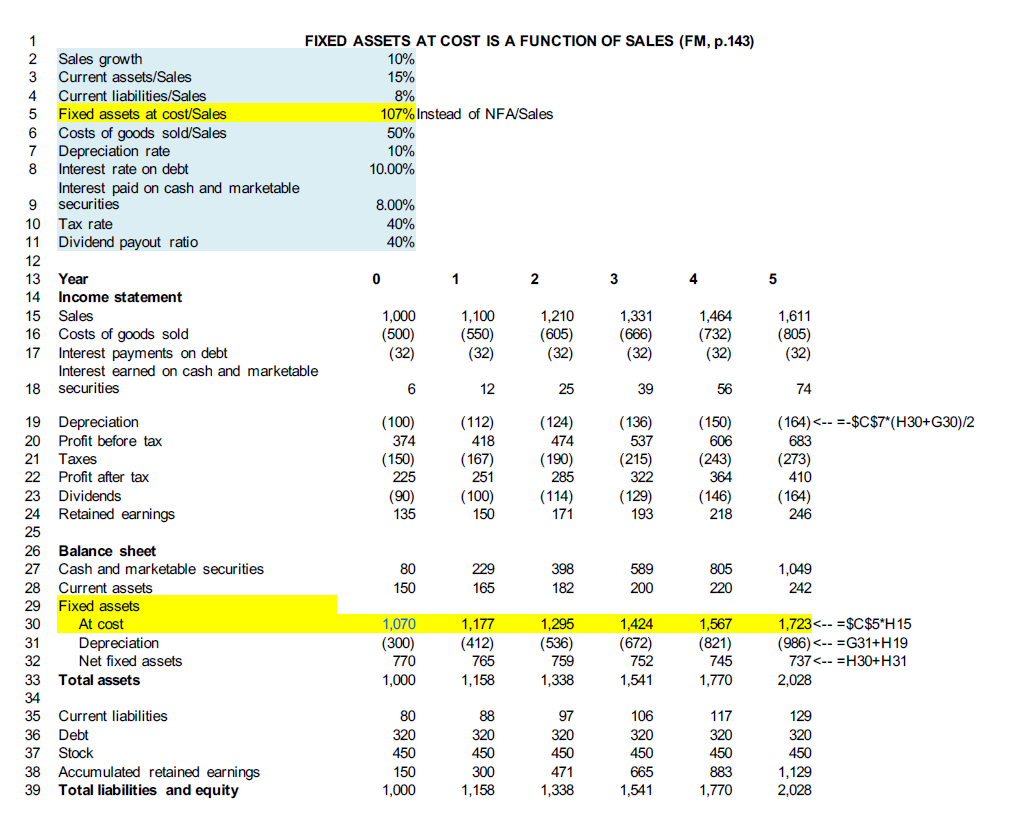 1 FIXED ASSETS AT COST IS A FUNCTION OF SALES (FM, p.143)
2 Sales growth 10%
3 Current assets/Sales 15%
4 Current liabilities/Sales 8%
5 Fixed assets at cost/Sales 107% Instead of NFA/Sales
6 Costs of goods sold/Sales 50%
7 Depreciation rate 10%
8 Interest rate on debt 10.00%
Interest paid on cash and marketable
9 securities 8.00%
10 Tax rate 40%
11 Dividend payout ratio 40%
12
13 Year 0 1 2 3 4 5
14 Income statement
15 Sales 1,000 1,100 1,210 1,331 1,464 1,611
16 Costs of goods sold (500) (550) (605) (666) (732) (805)
17 Interest payments on debt (32) (32) (32) (32) (32) (32)
Interest earned on cash and marketable
18 securities 6 12 25 39 56 74
19 Depreciation (100) (112) (124) (136) (150) (164) <-- =-$C$7*(H30+G30)/2
20 Profit before tax 374 418 474 537 606 683
21 Taxes (150) (167) (190) (215) (243) (273)
22 Profit after tax 225 251 285 322 364 410
23 Dividends (90) (100) (114) (129) (146) (164)
24 Retained earnings 135 150 171 193 218 246
25
26 Balance sheet
27 Cash and marketable securities 80 229 398 589 805 1,049
28 Current assets 150 165 182 200 220 242
29 Fixed assets
30 At cost 1,070 1,177 1,295 1,424 1,567 1,723 <-- =$C$5*H15
31 Depreciation (300) (412) (536) (672) (821) (986) <-- =G31+H19
32 Net fixed assets 770 765 759 752 745 737 <-- =H30+H31
33 Total assets 1,000 1,158 1,338 1,541 1,770 2,028
34
35 Current liabilities 80 88 97 106 117 129
36 Debt 320 320 320 320 320 320
37 Stock 450 450 450 450 450 450
38 Accumulated retained earnings 150 300 471 665 883 1,129
39 Total liabilities and equity 1,000 1,158 1,338 1,541 1,770 2,028